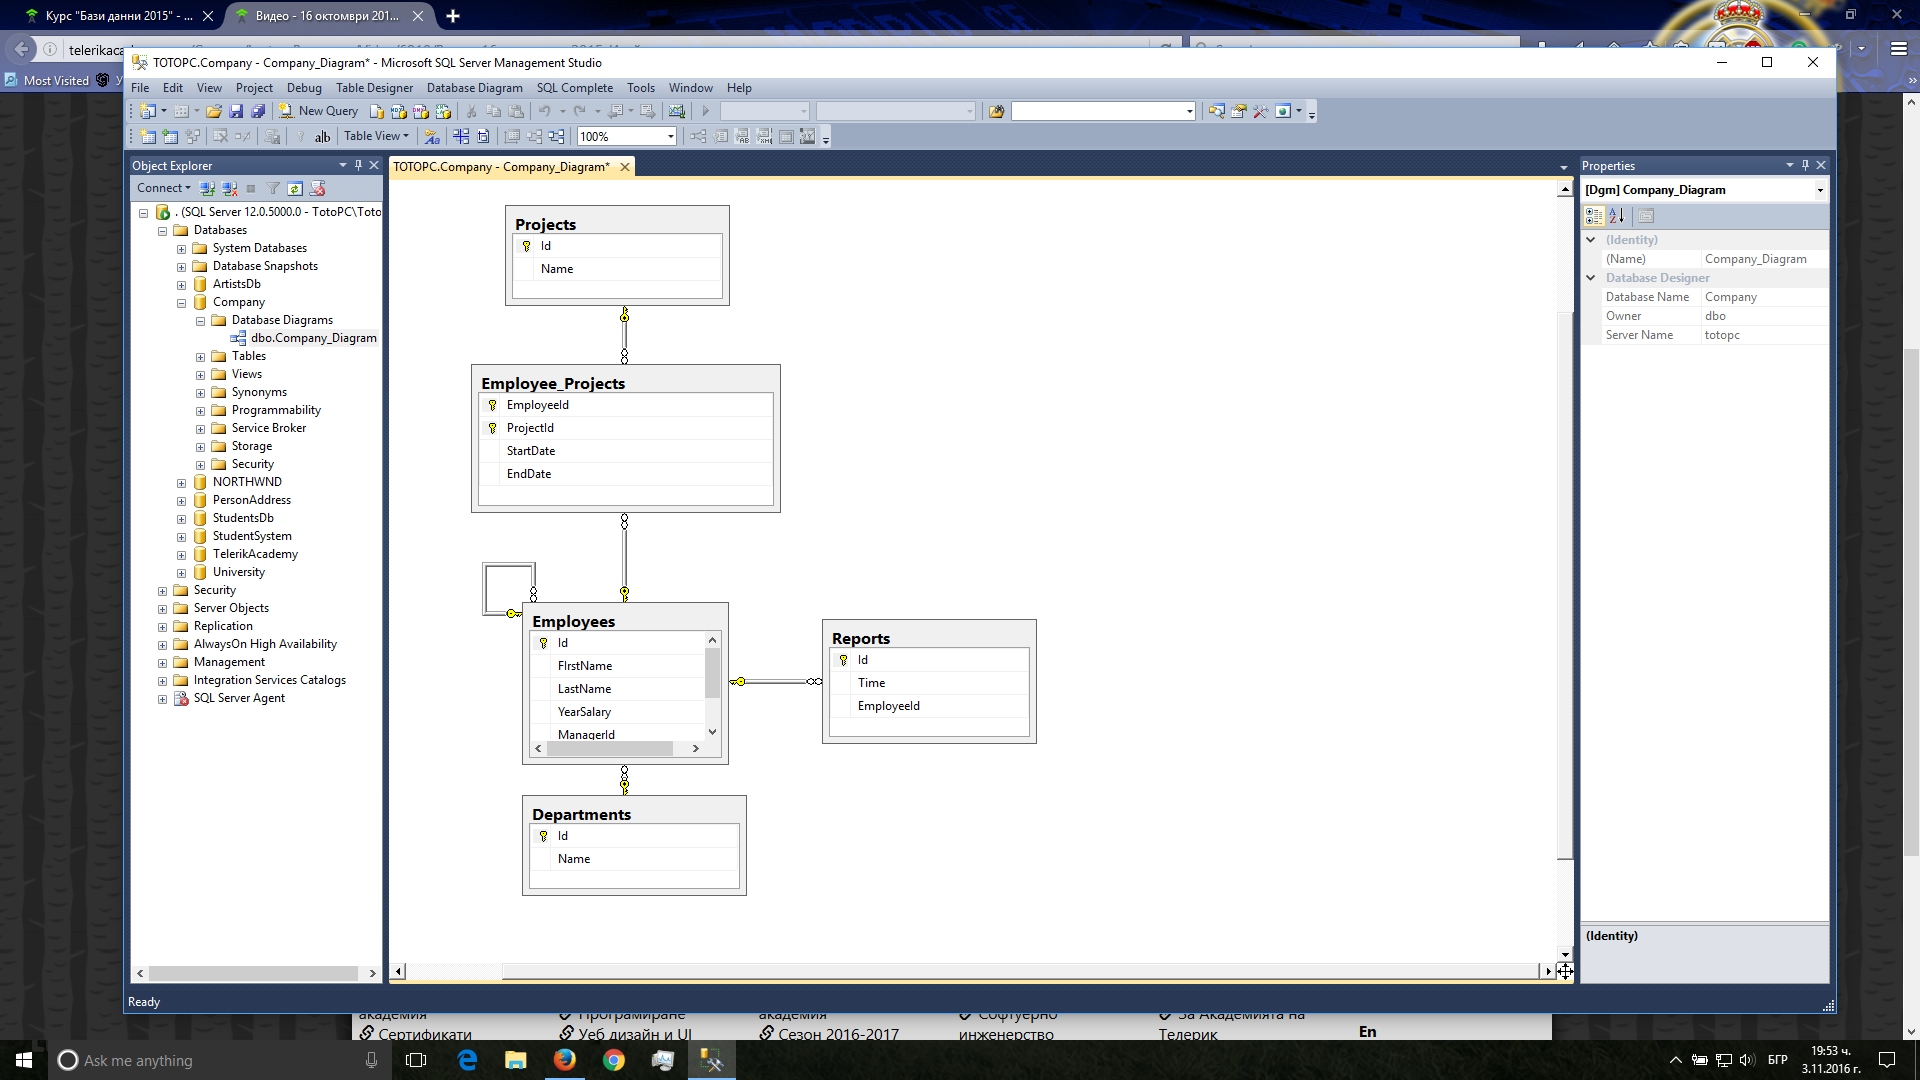 Курс "Бази данни 2015" - ...
Видео - 16 октомври 201...
telerikaca
Most Visited
TOTOPC.Company - Company_Diagram* - Microsoft SQL Server Management Studio
File Edit View Project Debug Table Designer Database Diagram SQL Complete Tools Window Help
New Query
Table View 100%
Object Explorer
Connect
. (SQL Server 12.0.5000.0 - TotoPC\Toto
Databases
System Databases
Database Snapshots
ArtistsDb
Company
Database Diagrams
dbo.Company_Diagram
Tables
Views
Synonyms
Programmability
Service Broker
Storage
Security
NORTHWND
PersonAddress
StudentsDb
StudentSystem
TelerikAcademy
University
Security
Server Objects
Replication
AlwaysOn High Availability
Management
Integration Services Catalogs
SQL Server Agent
TOTOPC.Company - Company_Diagram*
Projects
Id
Name
Employee_Projects
EmployeeId
ProjectId
StartDate
EndDate
Employees
Id
FIrstName
LastName
YearSalary
ManagerId
Reports
Id
Time
EmployeeId
Departments
Id
Name
Properties
[Dgm] Company_Diagram
(Identity)
(Name) Company_Diagram
Database Designer
Database Name Company
Owner dbo
Server Name totopc
(Identity)
Ready
академия Програмиране академия Софтуерно За Академията на
Сертификати Уеб дизайн и UI Сезон 2016-2017 инженерство Телерик En
Ask me anything
БГР
19:53 ч.
3.11.2016 г.